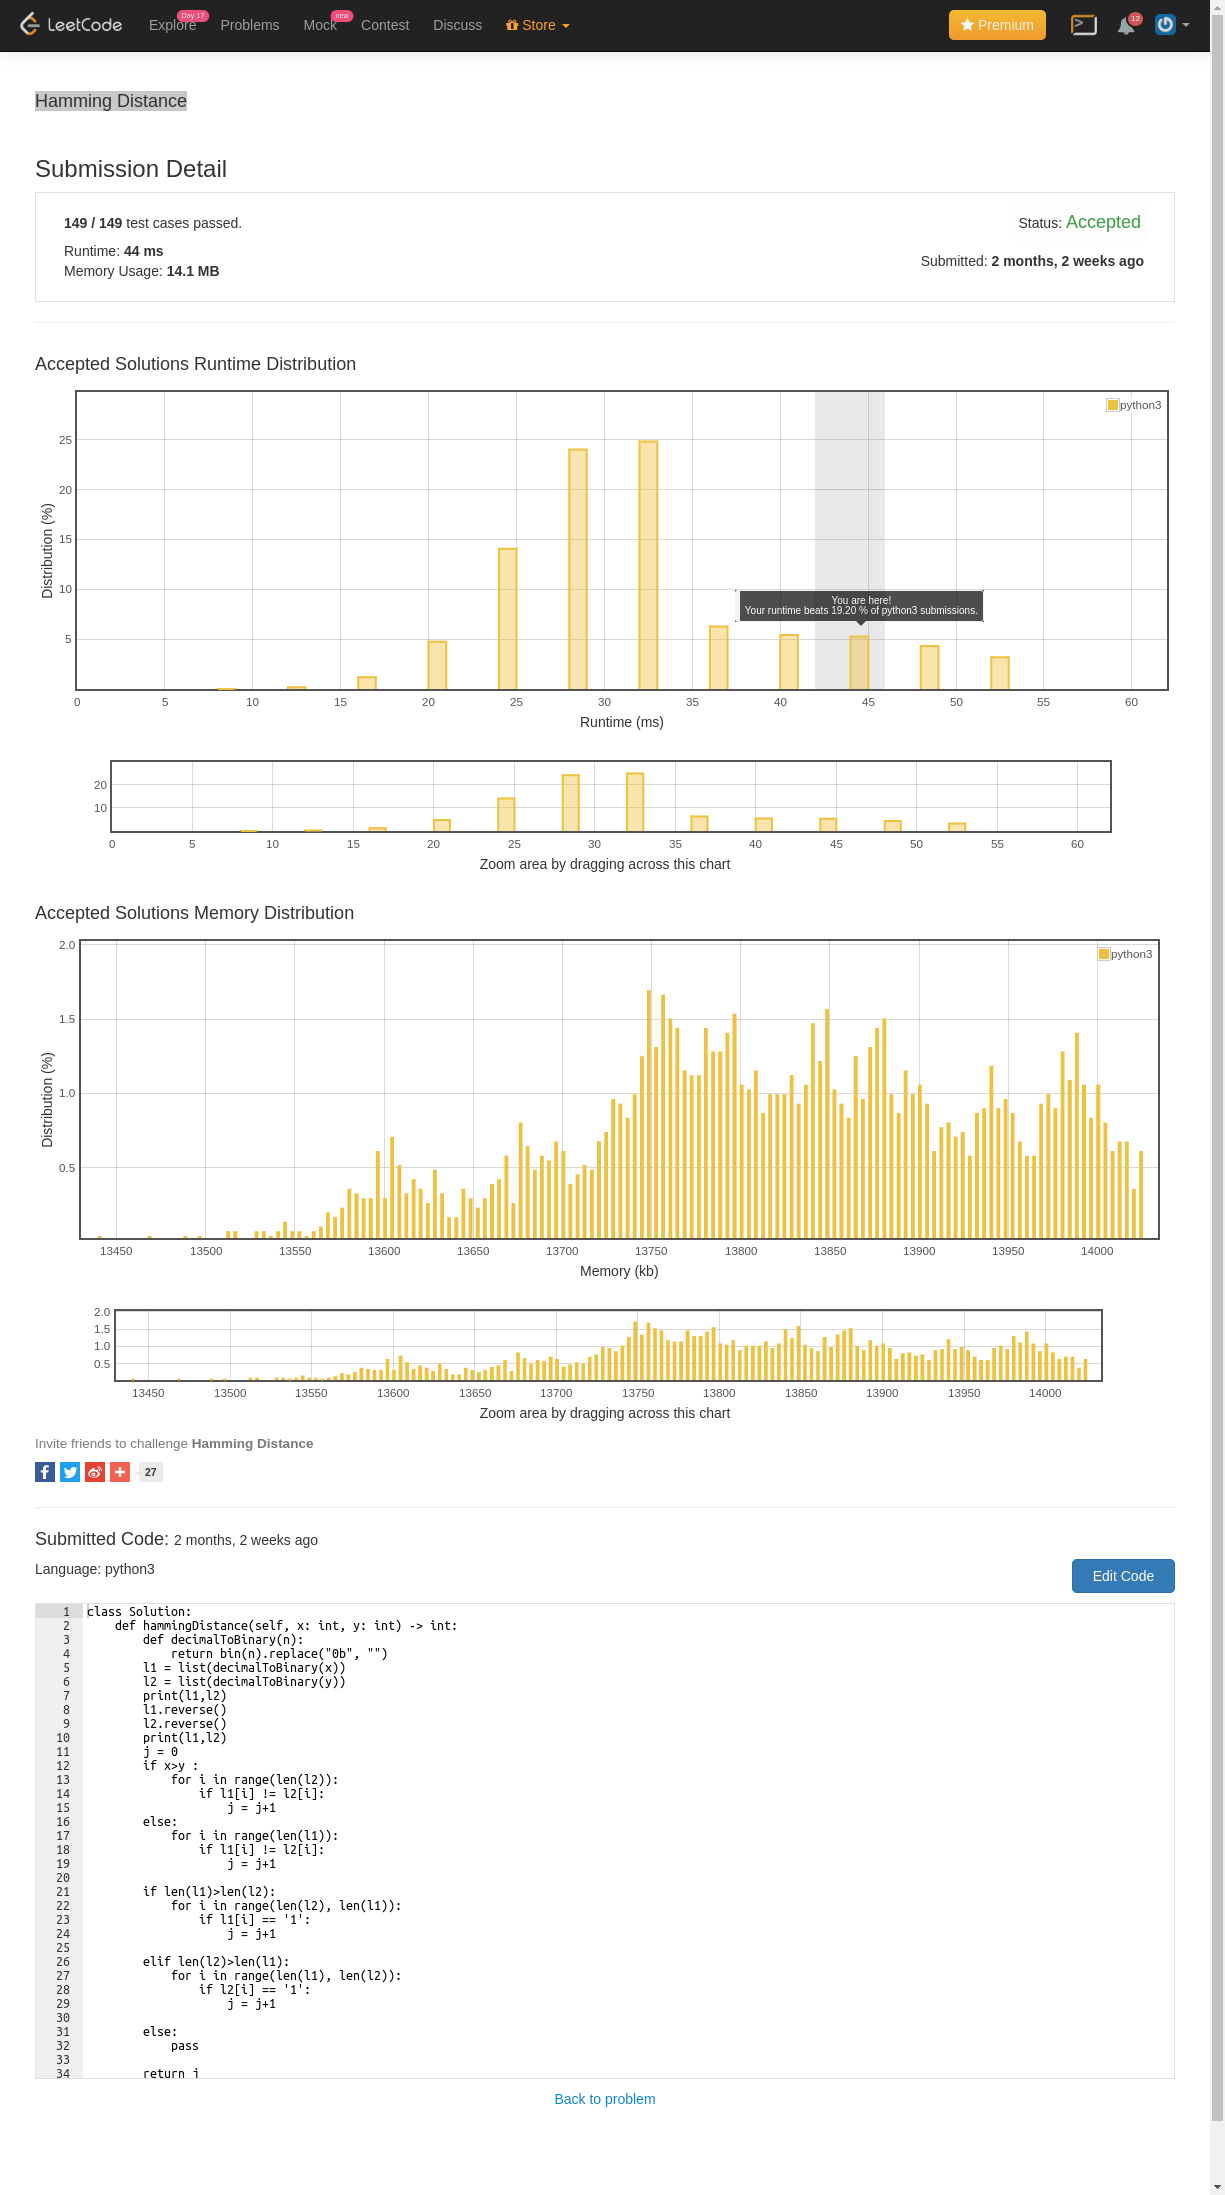 LeetCode Explore Day 17 Problems Mock new Contest Discuss Store Premium 12
Hamming Distance
Submission Detail
149 / 149 test cases passed.
Status: Accepted
Runtime: 44 ms
Submitted: 2 months, 2 weeks ago
Memory Usage: 14.1 MB
Accepted Solutions Runtime Distribution
python3
25
20
15
10
5
Distribution (%)
You are here!
Your runtime beats 19.20 % of python3 submissions.
0 5 10 15 20 25 30 35 40 45 50 55 60
Runtime (ms)
20
10
0 5 10 15 20 25 30 35 40 45 50 55 60
Zoom area by dragging across this chart
Accepted Solutions Memory Distribution
python3
2.0
1.5
1.0
0.5
Distribution (%)
13450 13500 13550 13600 13650 13700 13750 13800 13850 13900 13950 14000
Memory (kb)
2.0
1.5
1.0
0.5
13450 13500 13550 13600 13650 13700 13750 13800 13850 13900 13950 14000
Zoom area by dragging across this chart
Invite friends to challenge Hamming Distance
27
Submitted Code: 2 months, 2 weeks ago
Language: python3
Edit Code
1 class Solution:
2     def hammingDistance(self, x: int, y: int) -> int:
3         def decimalToBinary(n):
4             return bin(n).replace("0b", "")
5         l1 = list(decimalToBinary(x))
6         l2 = list(decimalToBinary(y))
7         print(l1,l2)
8         l1.reverse()
9         l2.reverse()
10         print(l1,l2)
11         j = 0
12         if x>y :
13             for i in range(len(l2)):
14                 if l1[i] != l2[i]:
15                     j = j+1
16         else:
17             for i in range(len(l1)):
18                 if l1[i] != l2[i]:
19                     j = j+1
20
21         if len(l1)>len(l2):
22             for i in range(len(l2), len(l1)):
23                 if l1[i] == '1':
24                     j = j+1
25
26         elif len(l2)>len(l1):
27             for i in range(len(l1), len(l2)):
28                 if l2[i] == '1':
29                     j = j+1
30
31         else:
32             pass
33
34         return j
Back to problem